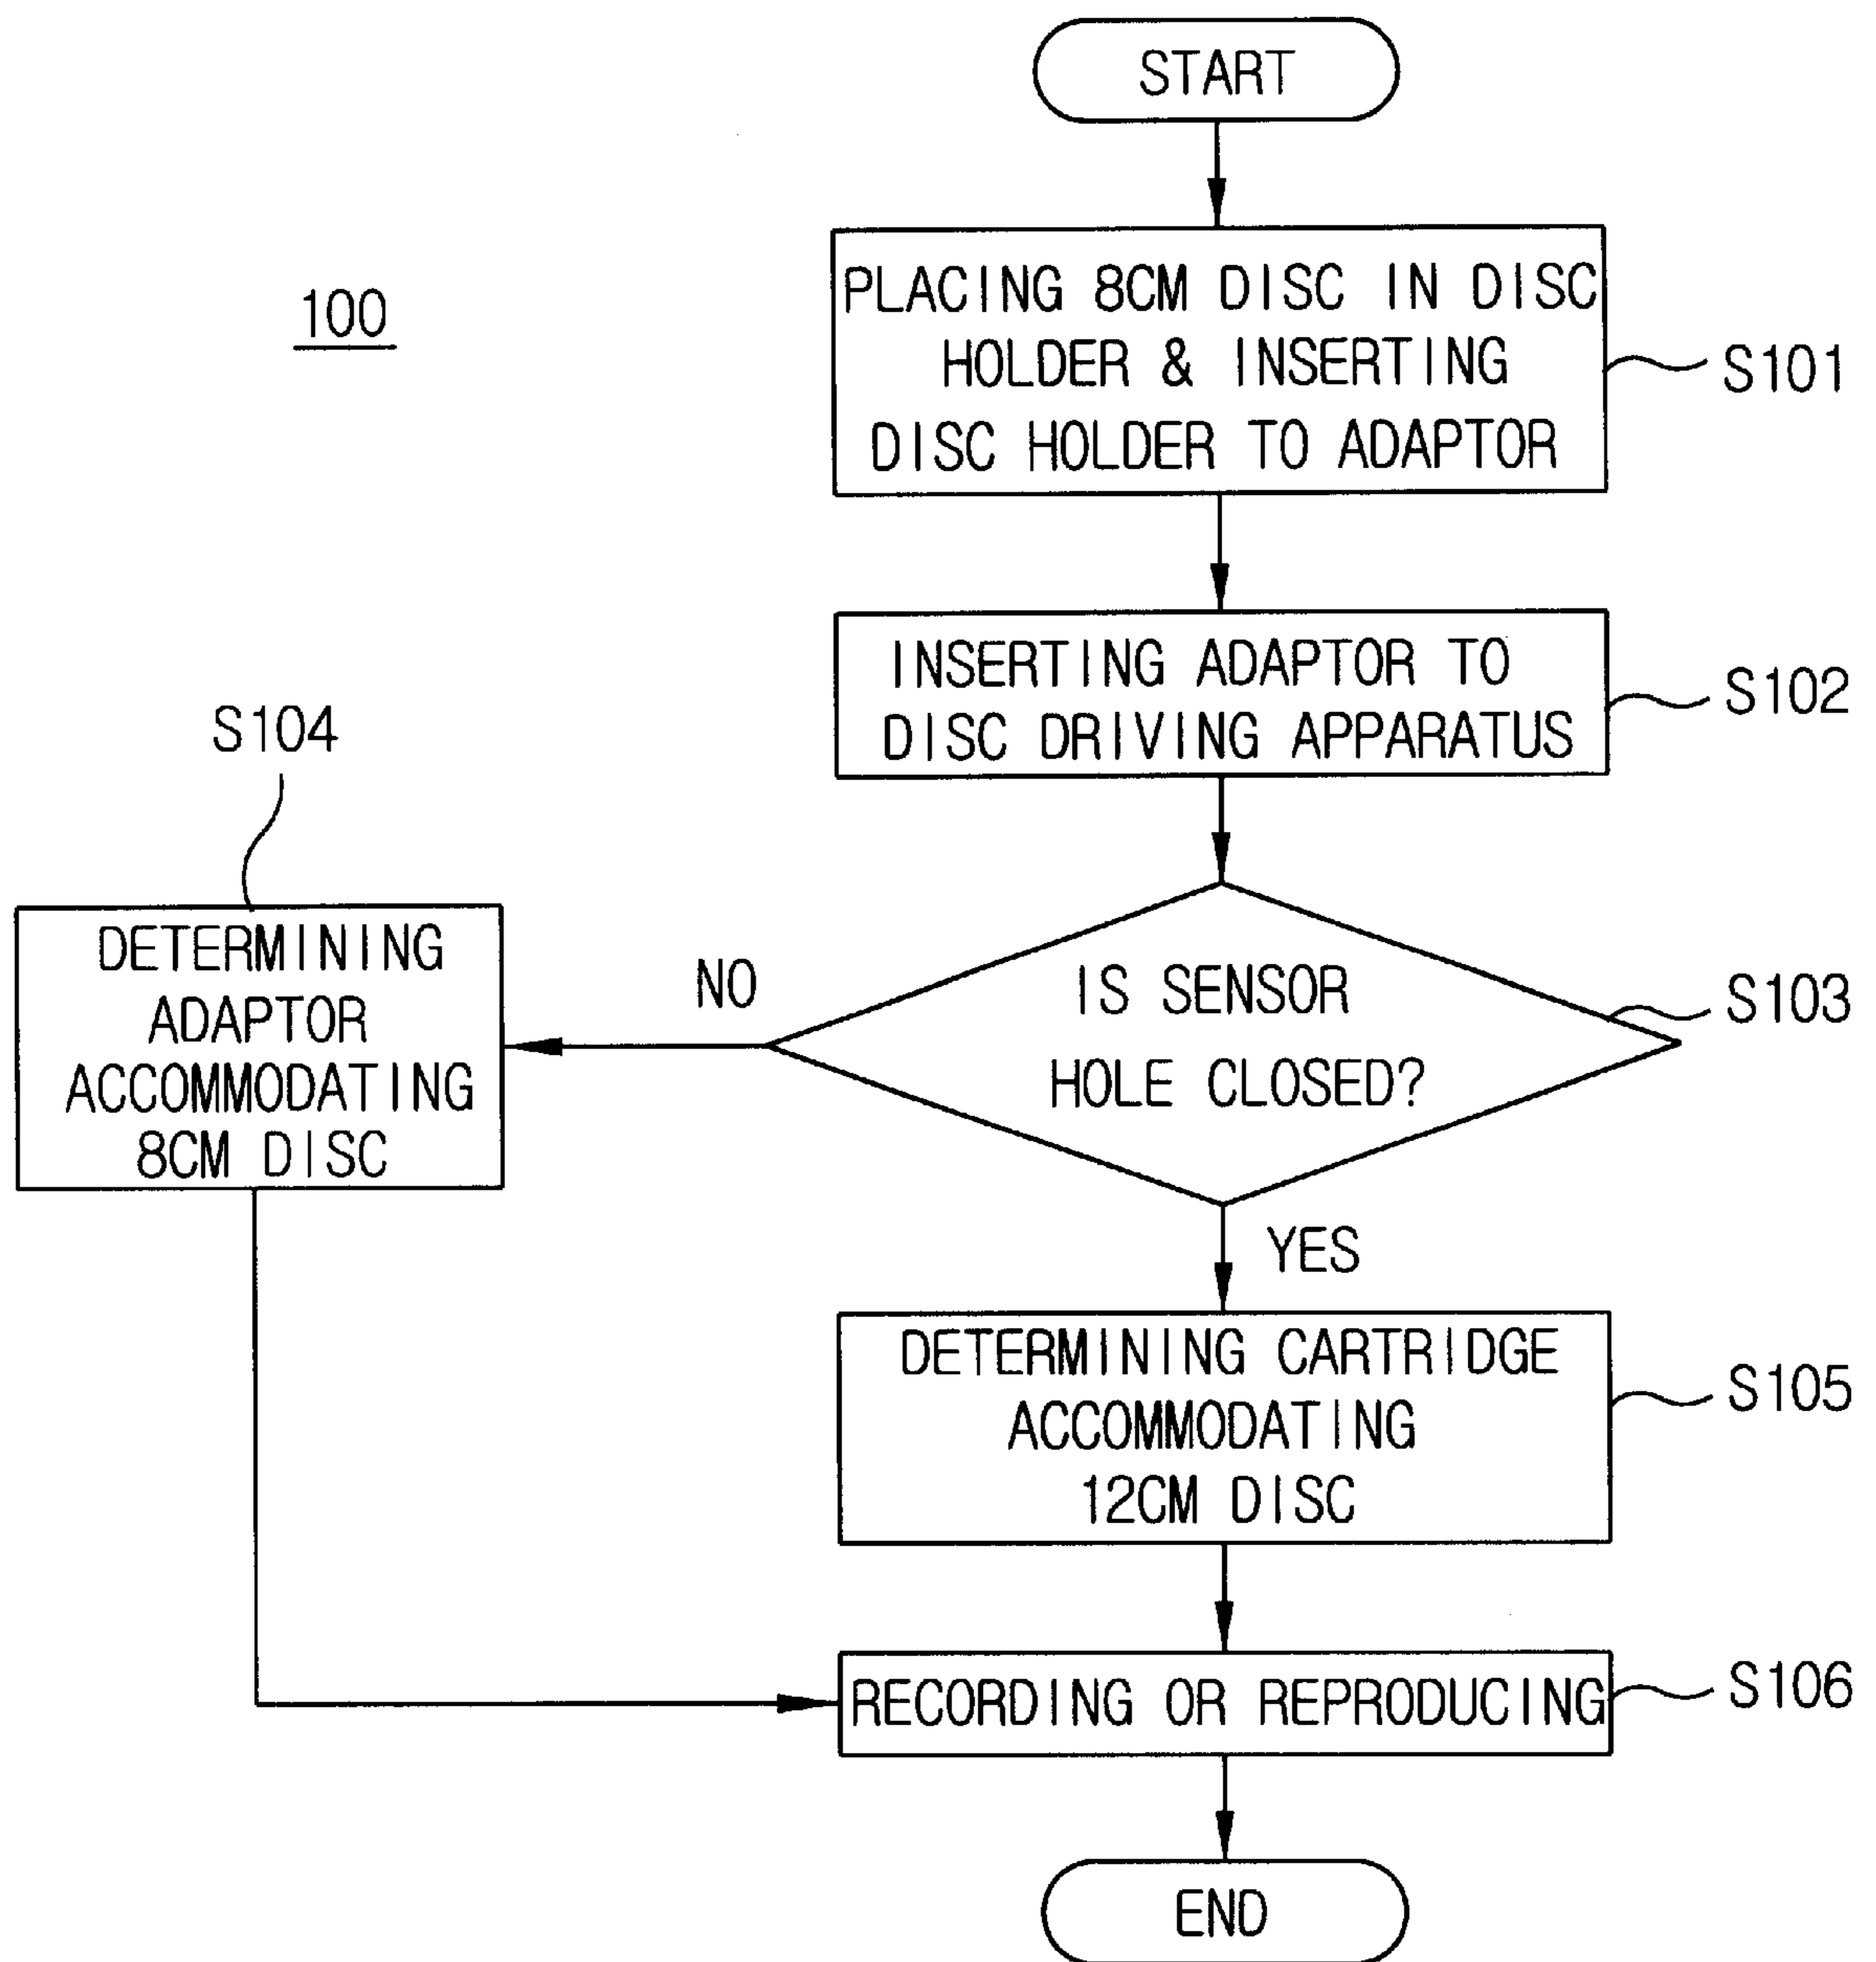 START
100
PLACING 8CM DISC IN DISC
HOLDER & INSERTING
DISC HOLDER TO ADAPTOR
S101
INSERTING ADAPTOR TO
DISC DRIVING APPARATUS
S102
S104
DETERMINING
ADAPTOR
ACCOMMODATING
8CM DISC
NO
IS SENSOR
HOLE CLOSED?
S103
YES
DETERMINING CARTRIDGE
ACCOMMODATING
12CM DISC
S105
RECORDING OR REPRODUCING
S106
END